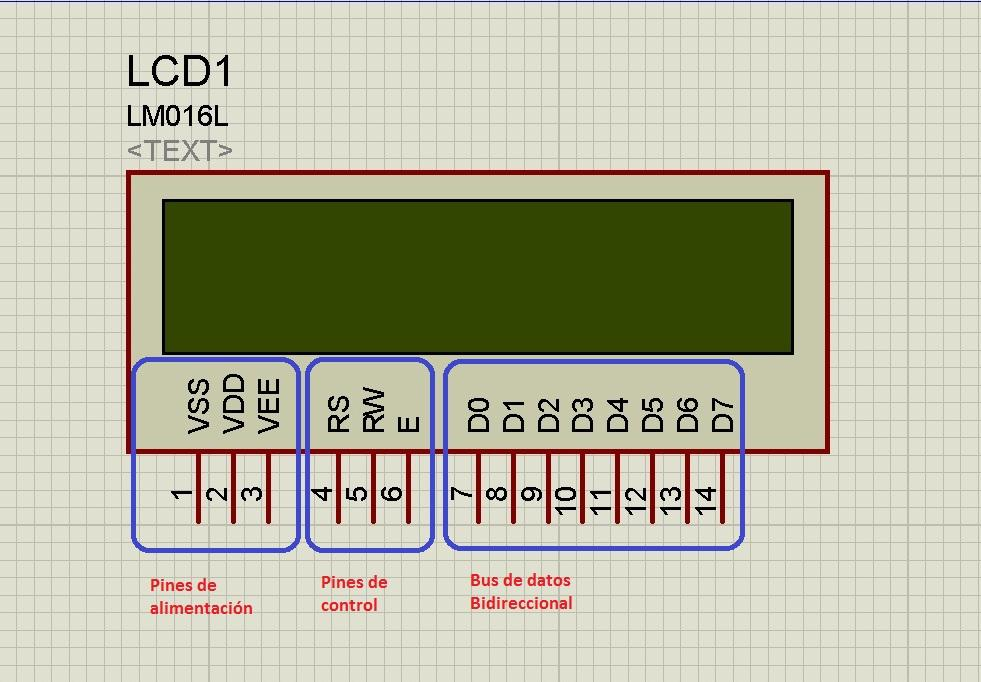 LCD1
LM016L
<TEXT>
VSS VDD VEE RS RW E D0 D1 D2 D3 D4 D5 D6 D7
1 2 3 4 5 6 7 8 9 10 11 12 13 14
Pines de
alimentación
Pines de
control
Bus de datos
Bidireccional